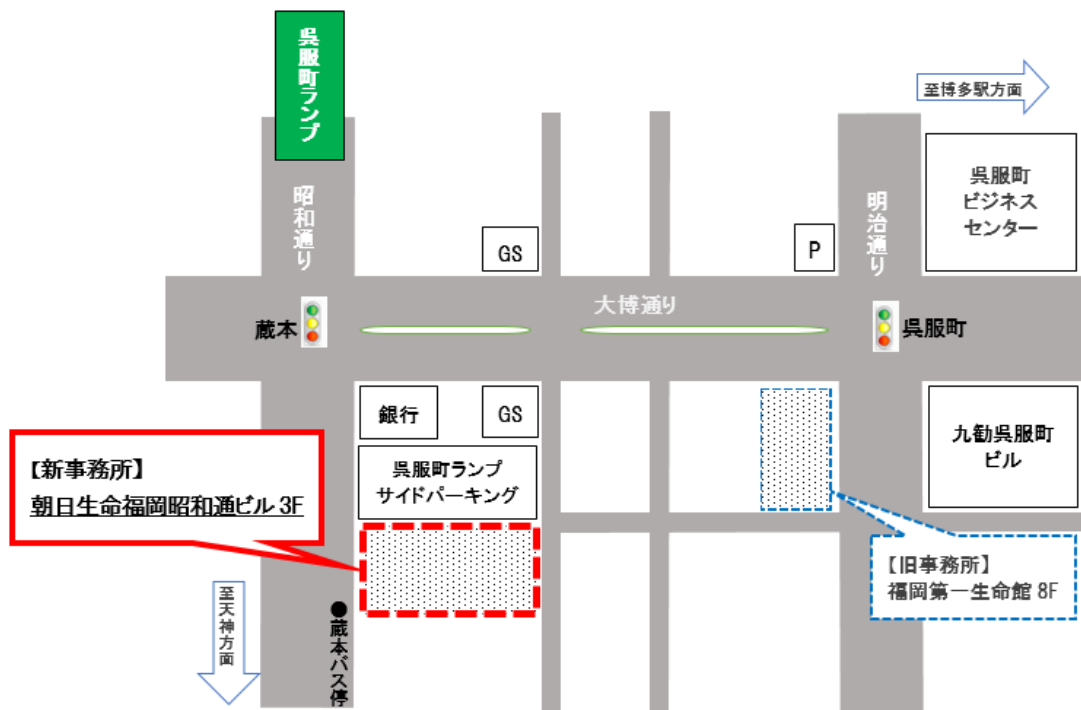 呉服町ランプ
至博多駅方面
呉服町
ビジネス
センター
昭和通り
明治通り
GS
P
大博通り
蔵本
呉服町
銀行
GS
九勧呉服町
ビル
呉服町ランプ
サイドパーキング
【新事務所】
朝日生命福岡昭和通ビル 3F
【旧事務所】
福岡第一生命館 8F
至天神方面
●蔵本バス停